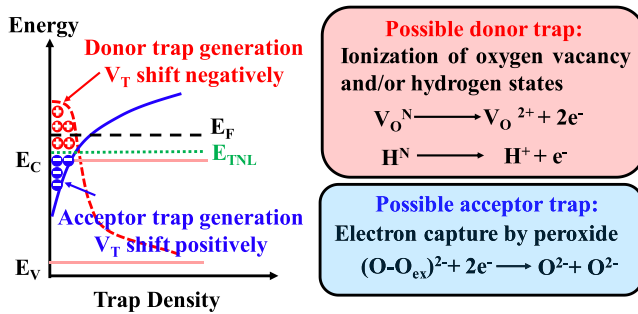 Energy
Donor trap generation
V_T shift negatively
E_F
E_TNL
E_C
Acceptor trap generation
V_T shift positively
E_V
Trap Density
Possible donor trap:
Ionization of oxygen vacancy
and/or hydrogen states
V_O^N → V_O^2+ + 2e^-
H^N → H^+ + e^-
Possible acceptor trap:
Electron capture by peroxide
(O-O_ex)^2- + 2e^- → O^2- + O^2-